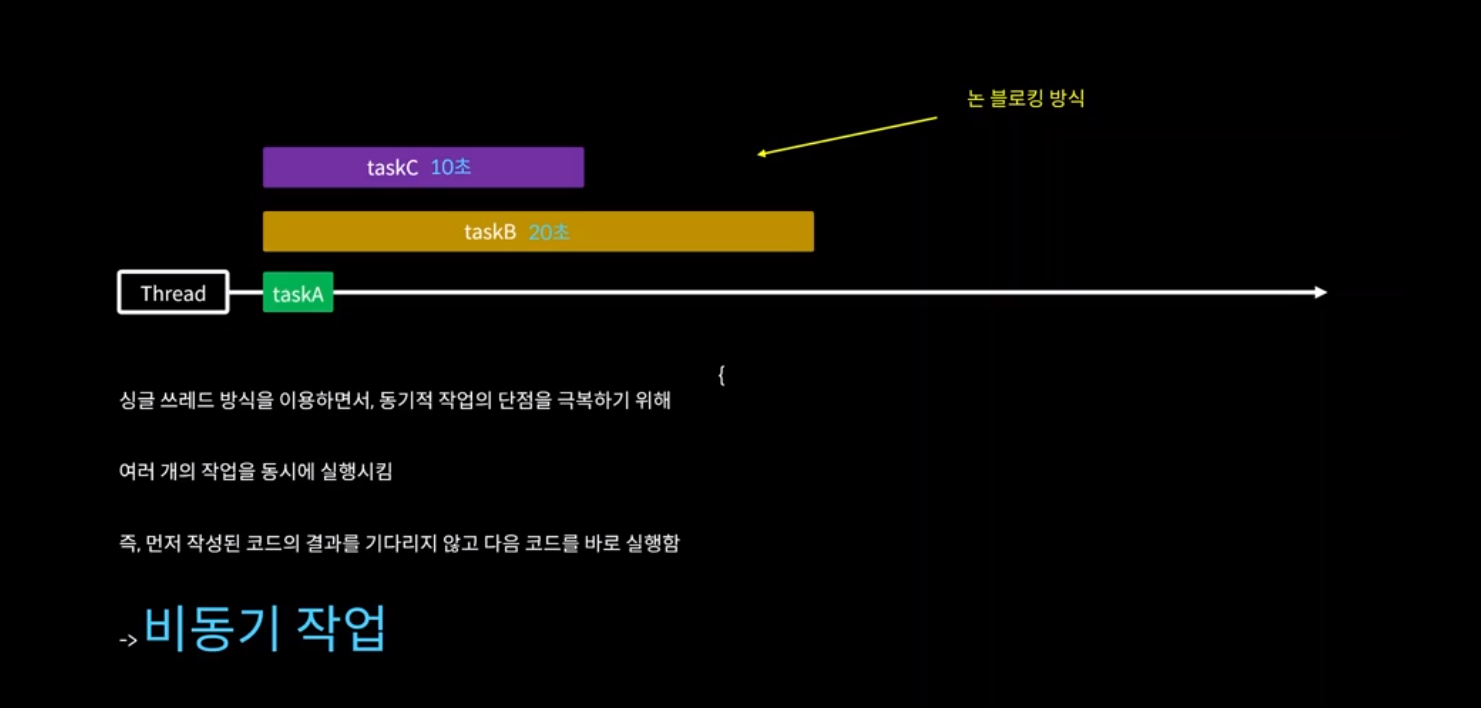 논 블로킹 방식
taskC 10초
taskB 20초
Thread
taskA
{
싱글 쓰레드 방식을 이용하면서, 동기적 작업의 단점을 극복하기 위해
여러 개의 작업을 동시에 실행시킴
즉, 먼저 작성된 코드의 결과를 기다리지 않고 다음 코드를 바로 실행함
-> 비동기 작업